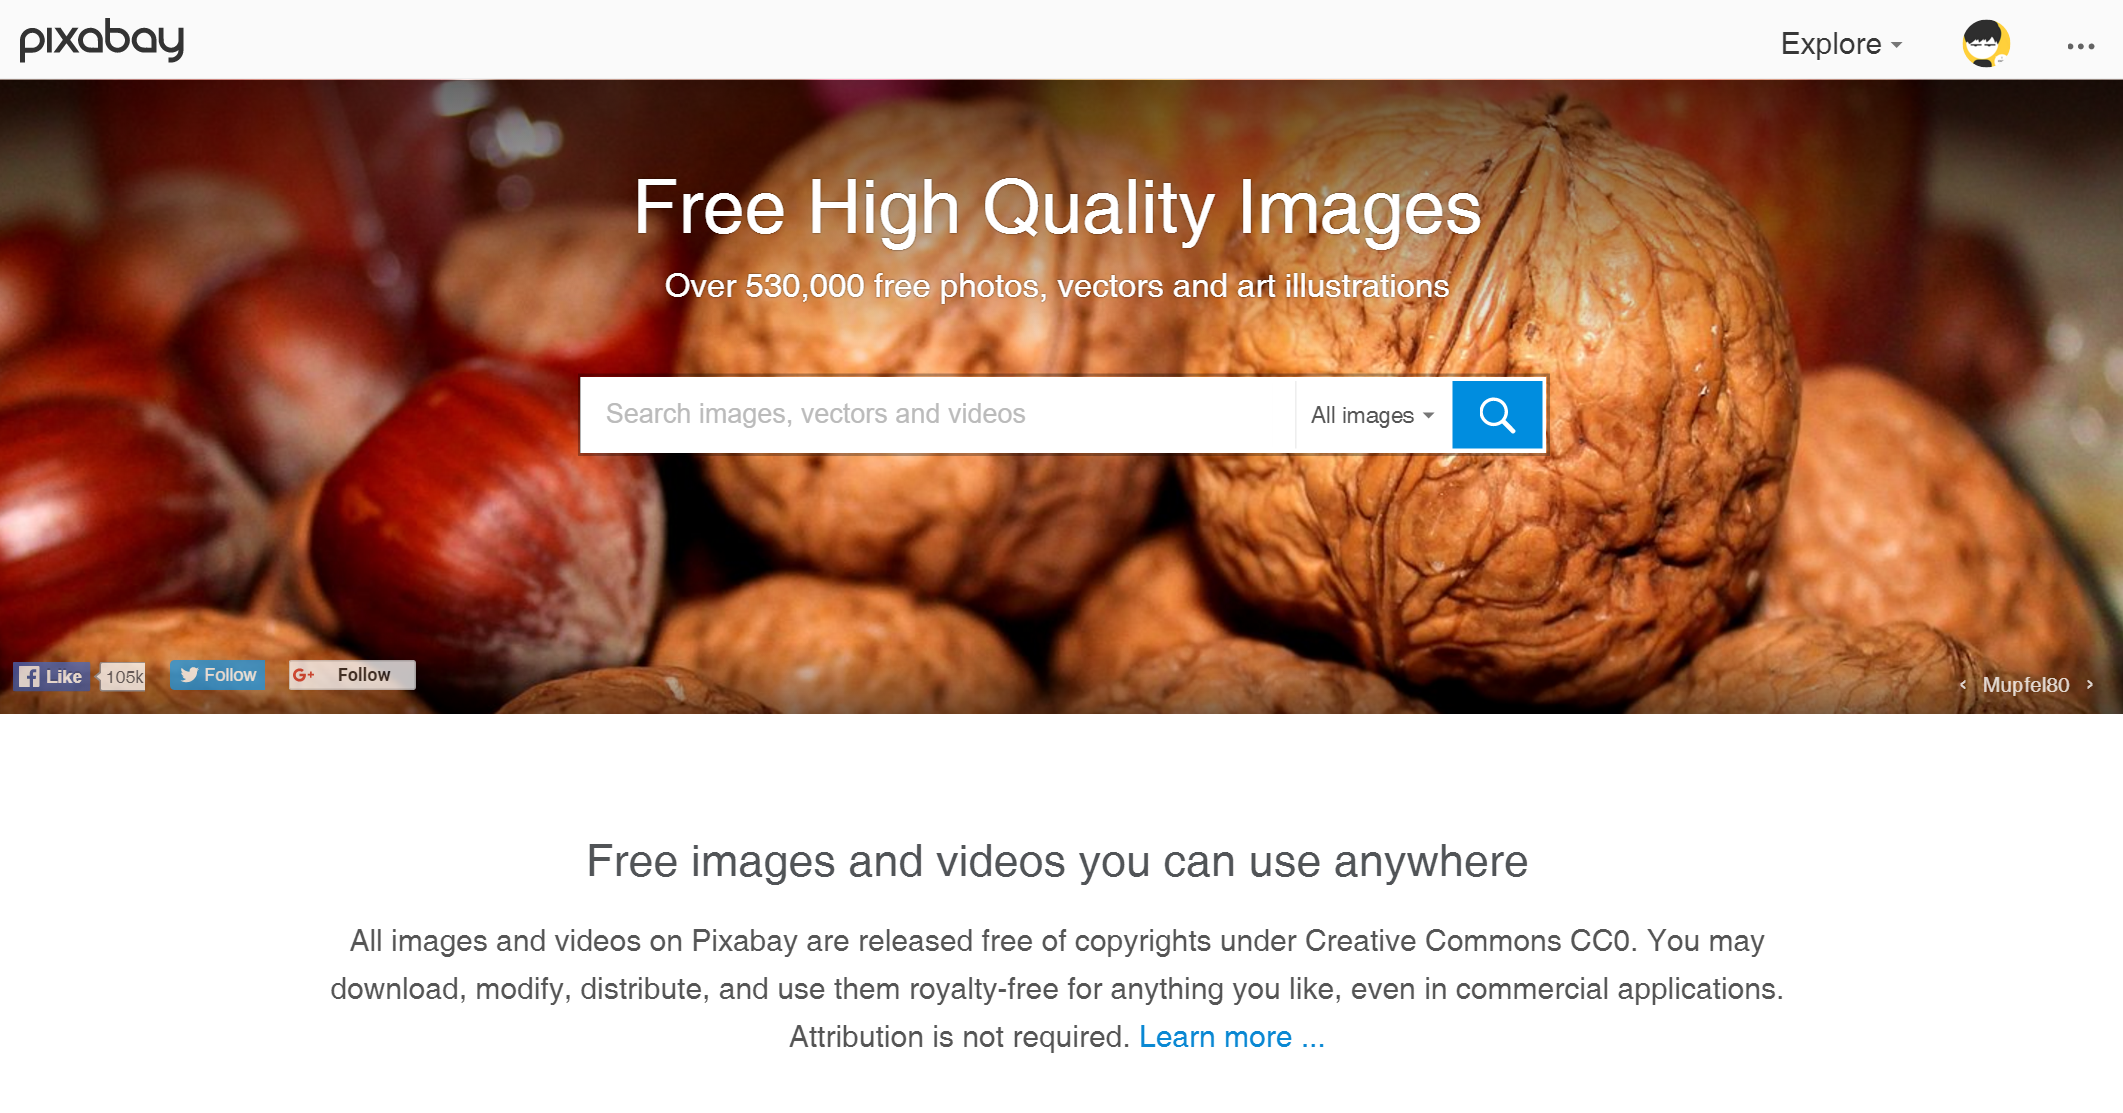 pixabay
Explore
Free High Quality Images
Over 530,000 free photos, vectors and art illustrations
Search images, vectors and videos
All images
Like
105k
Follow
G+
Follow
‹ Mupfel80 ›
Free images and videos you can use anywhere
All images and videos on Pixabay are released free of copyrights under Creative Commons CC0. You may
download, modify, distribute, and use them royalty-free for anything you like, even in commercial applications.
Attribution is not required. Learn more ...